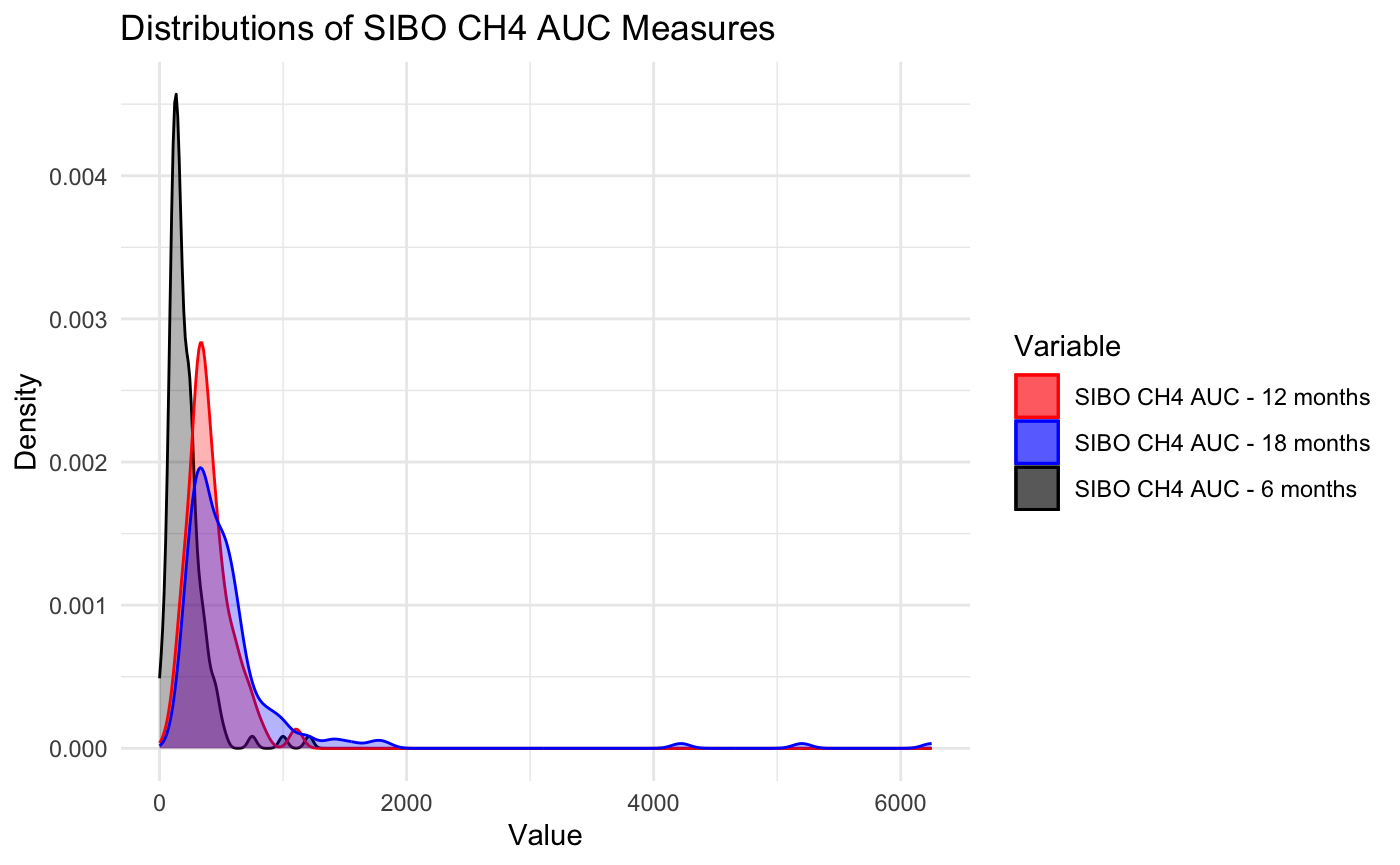 Distributions of SIBO CH4 AUC Measures
0.004
0.003
0.002
0.001
0.000
Density
0
2000
4000
6000
Value
Variable
SIBO CH4 AUC - 12 months
SIBO CH4 AUC - 18 months
SIBO CH4 AUC - 6 months